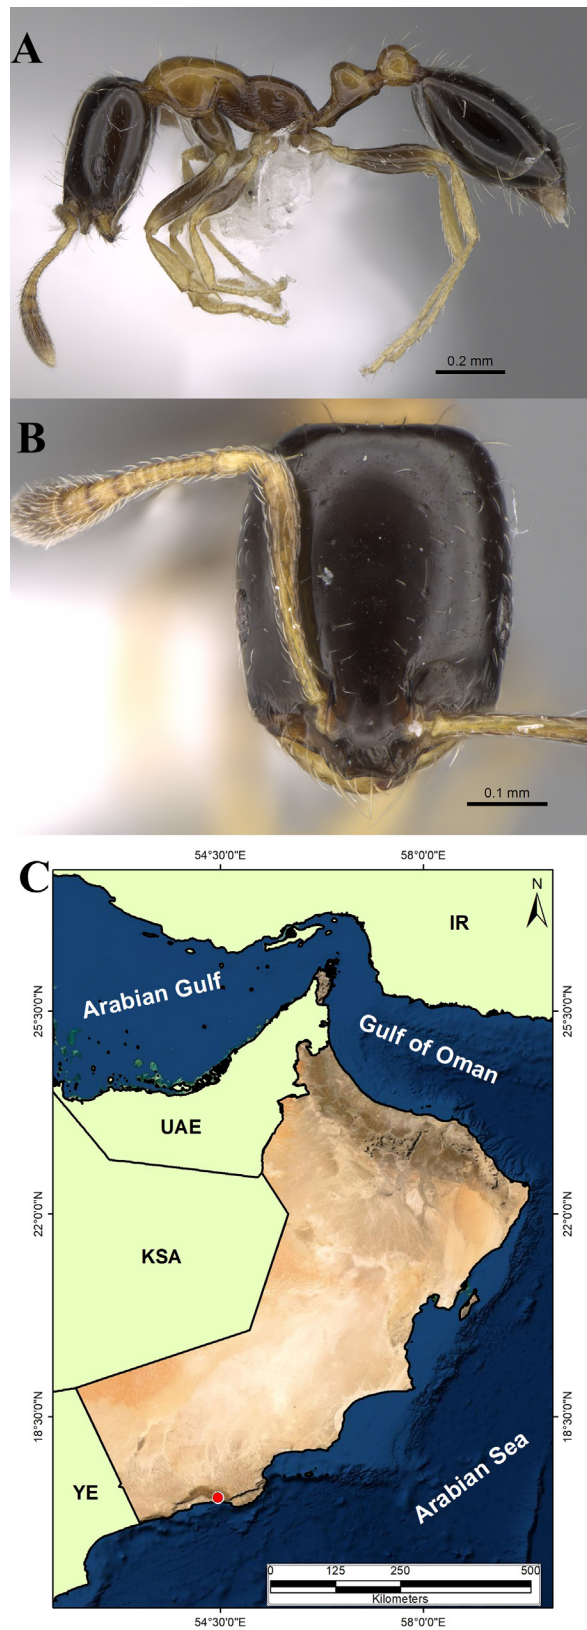 A
0.2 mm
B
0.1 mm
C
54°30'0"E
58°0'0"E
N
IR
Arabian Gulf
25°30'0"N
25°30'0"N
Gulf of Oman
UAE
22°0'0"N
22°0'0"N
KSA
18°30'0"N
18°30'0"N
YE
Arabian Sea
0
125
250
500
Kilometers
54°30'0"E
58°0'0"E